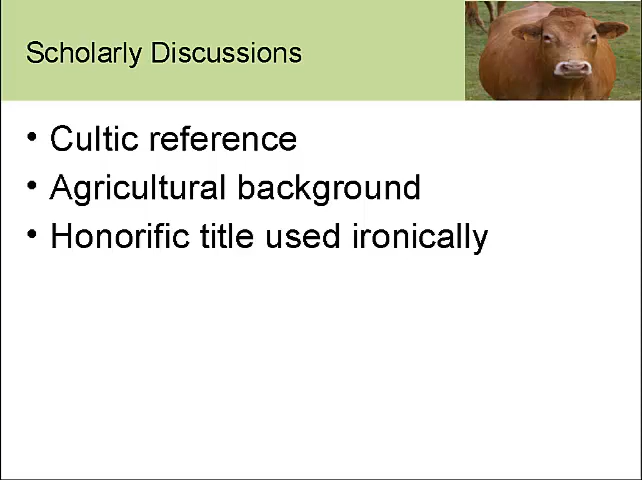 Scholarly Discussions
• Cultic reference
• Agricultural background
• Honorific title used ironically